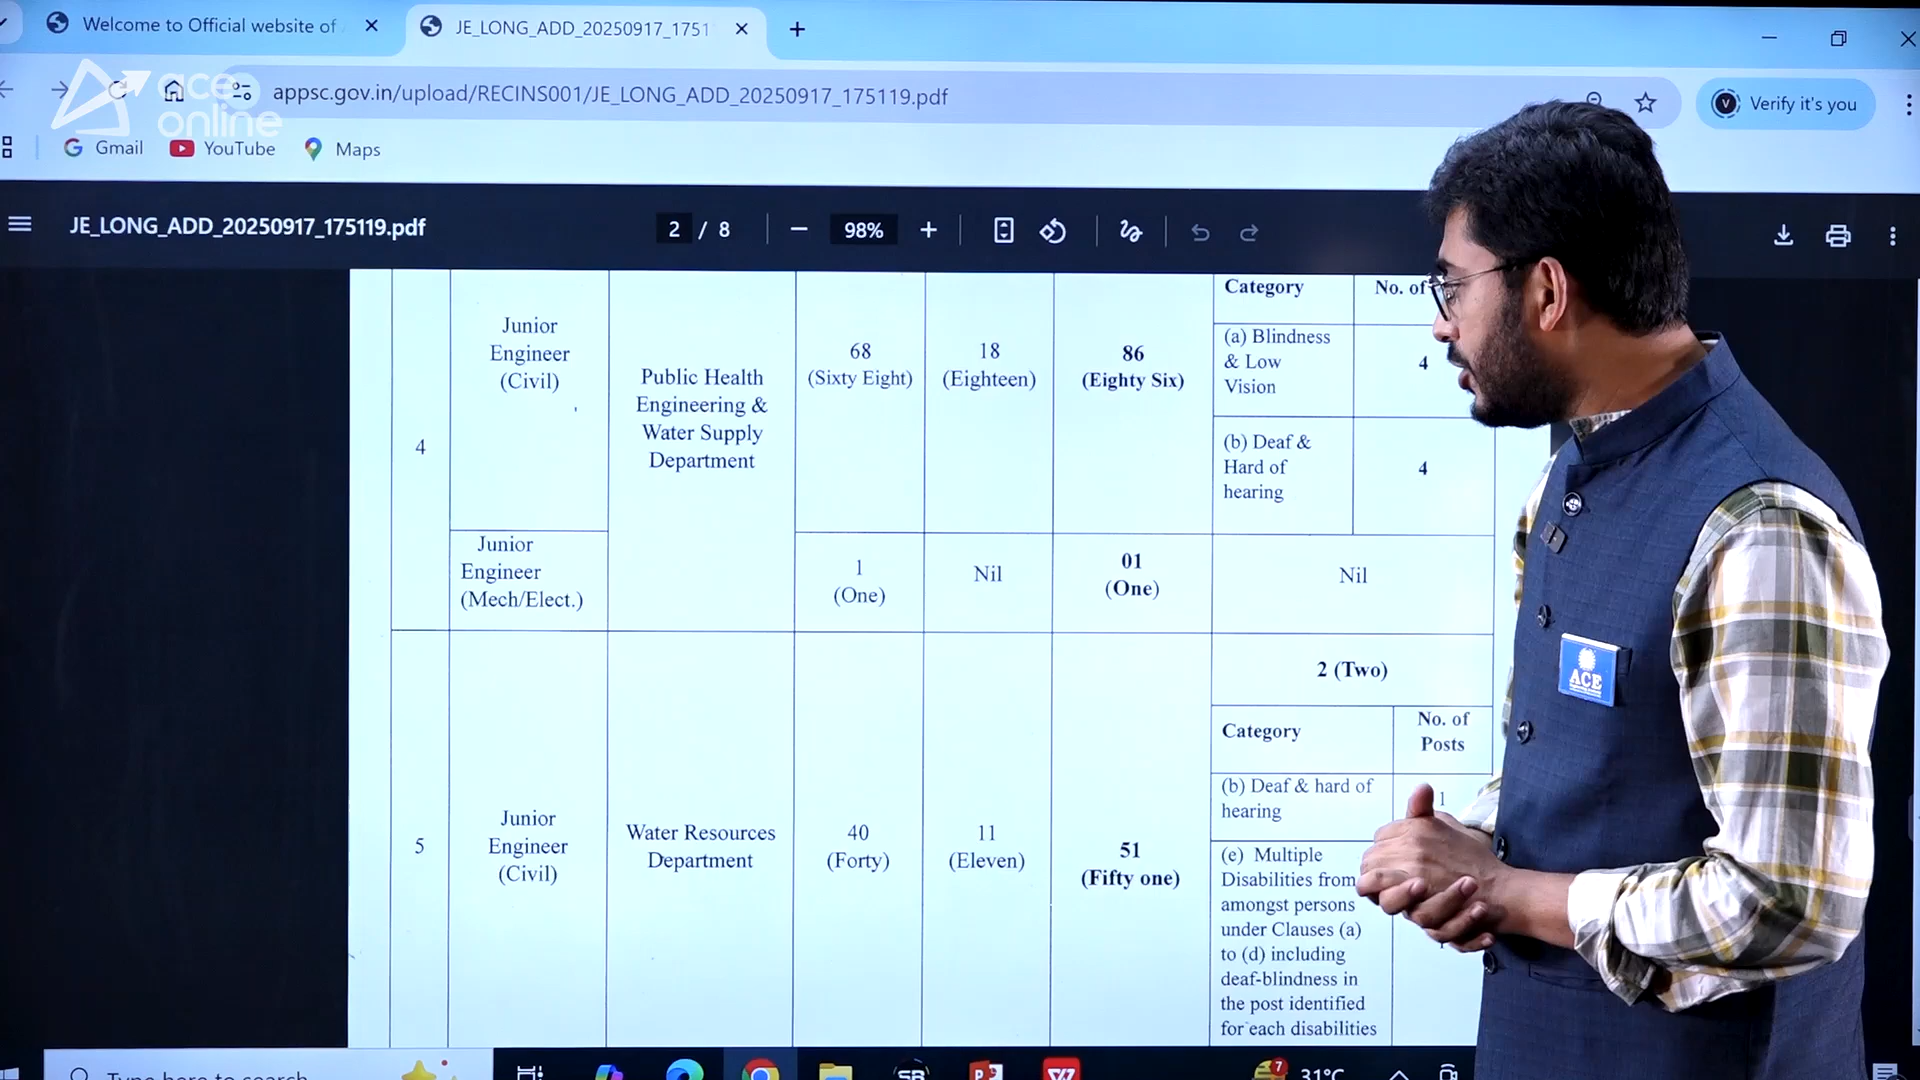 Welcome to Official website of
JE_LONG_ADD_20250917_1751
ace online
appsc.gov.in/upload/RECINS001/JE_LONG_ADD_20250917_175119.pdf
Verify it's you
Gmail
YouTube
Maps
JE_LONG_ADD_20250917_175119.pdf
2 / 8
98%
4
Junior
Engineer
(Civil)
Public Health
Engineering &
Water Supply
Department
68
(Sixty Eight)
18
(Eighteen)
86
(Eighty Six)
Category
No. of
(a) Blindness
& Low
Vision
4
(b) Deaf &
Hard of
hearing
4
Junior
Engineer
(Mech/Elect.)
1
(One)
Nil
01
(One)
Nil
5
Junior
Engineer
(Civil)
Water Resources
Department
40
(Forty)
11
(Eleven)
51
(Fifty one)
2 (Two)
Category
No. of
Posts
(b) Deaf & hard of
hearing
1
(e) Multiple
Disabilities from
amongst persons
under Clauses (a)
to (d) including
deaf-blindness in
the post identified
for each disabilities
ACE
Type here to search
7
31°C